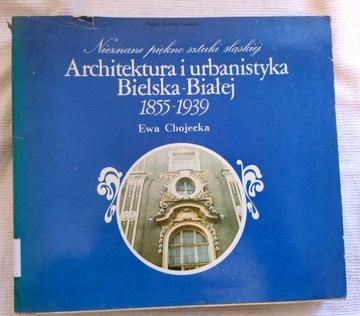 Nieznane piękno sztuki śląskiej
Architektura i urbanistyka
Bielska-Białej
1855-1939
Ewa Chojecka